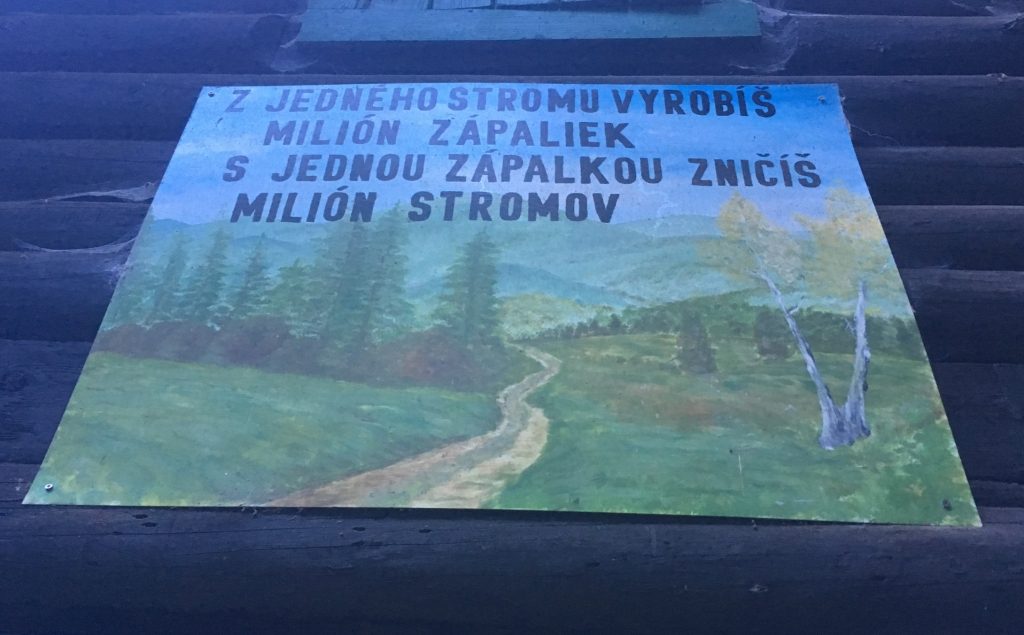 Z JEDNÉHO STROMU VYROBÍŠ
MILIÓN ZÁPALIEK
S JEDNOU ZÁPALKOU ZNIČÍŠ
MILIÓN STROMOV